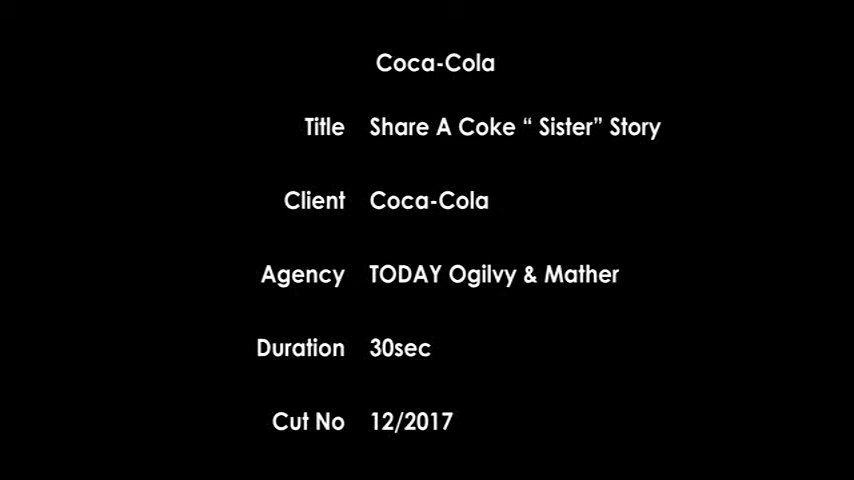 Coca-Cola
Title Share A Coke “ Sister” Story
Client Coca-Cola
Agency TODAY Ogilvy & Mather
Duration 30sec
Cut No 12/2017